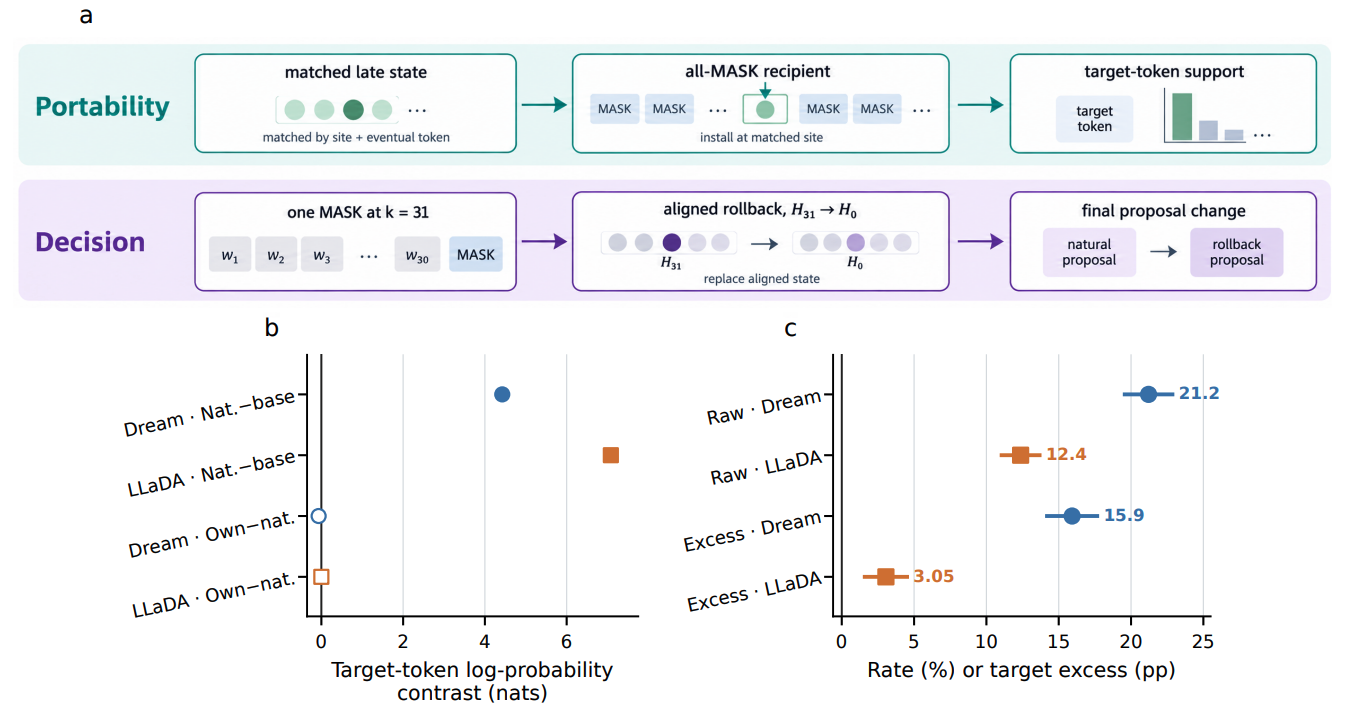 a
Portability
matched late state
...
matched by site + eventual token
all-MASK recipient
MASK MASK ... MASK MASK ...
install at matched site
target-token support
target
token
...
Decision
one MASK at k = 31
w₁ w₂ w₃ ... w₃₀ MASK
aligned rollback, H₃₁ → H₀
H₃₁ H₀
replace aligned state
final proposal change
natural
proposal
rollback
proposal
b
Dream · Nat.−base
LLaDA · Nat.−base
Dream · Own−nat.
LLaDA · Own−nat.
0 2 4 6
Target-token log-probability
contrast (nats)
c
Raw · Dream 21.2
Raw · LLaDA 12.4
Excess · Dream 15.9
Excess · LLaDA 3.05
0 5 10 15 20 25
Rate (%) or target excess (pp)